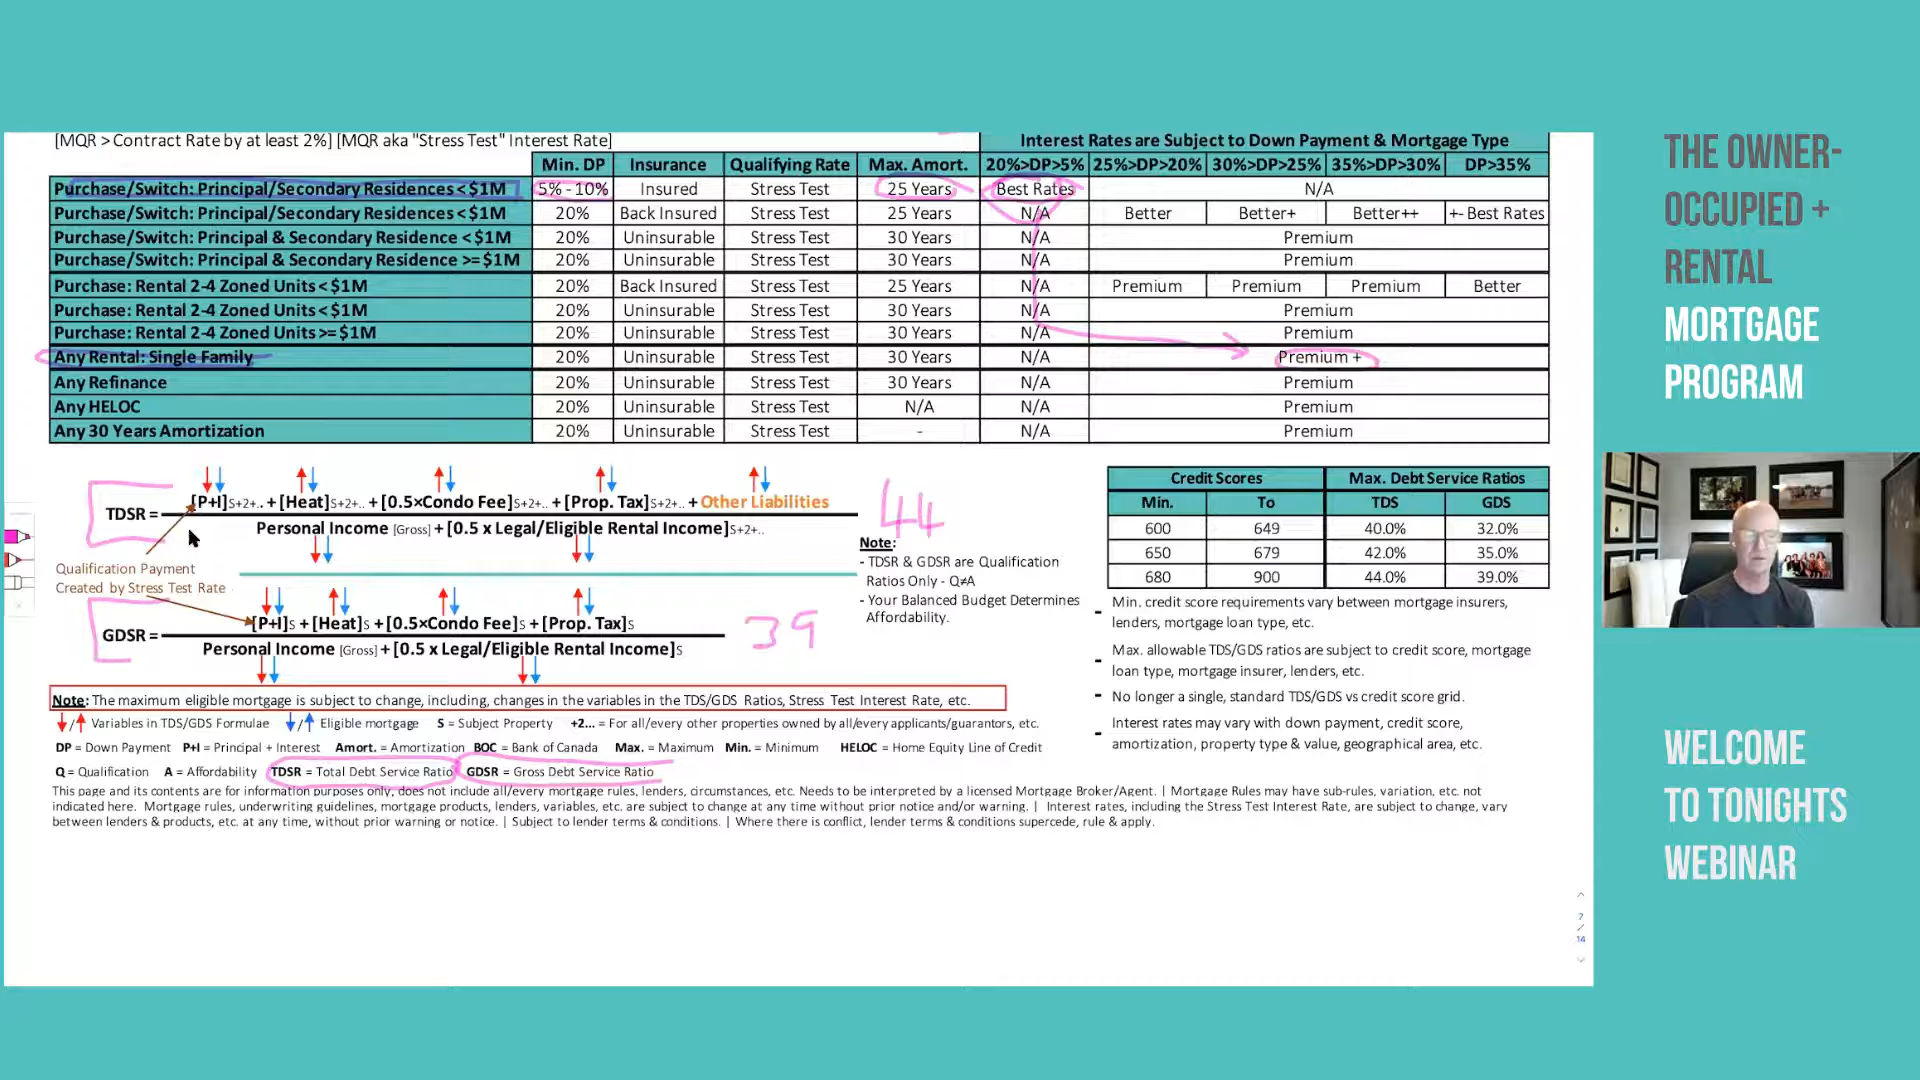 [MQR > Contract Rate by at least 2%] [MQR aka "Stress Test" Interest Rate]
Interest Rates are Subject to Down Payment & Mortgage Type
Min. DP Insurance Qualifying Rate Max. Amort. 20%>DP>5% 25%>DP>20% 30%>DP>25% 35%>DP>30% DP>35%
Purchase/Switch: Principal/Secondary Residences < $1M 5% - 10% Insured Stress Test 25 Years Best Rates N/A
Purchase/Switch: Principal/Secondary Residences < $1M 20% Back Insured Stress Test 25 Years N/A Better Better+ Better++ +- Best Rates
Purchase/Switch: Principal & Secondary Residence < $1M 20% Uninsurable Stress Test 30 Years N/A Premium
Purchase/Switch: Principal & Secondary Residence >= $1M 20% Uninsurable Stress Test 30 Years N/A Premium
Purchase: Rental 2-4 Zoned Units < $1M 20% Back Insured Stress Test 25 Years N/A Premium Premium Premium Better
Purchase: Rental 2-4 Zoned Units < $1M 20% Uninsurable Stress Test 30 Years N/A Premium
Purchase: Rental 2-4 Zoned Units >= $1M 20% Uninsurable Stress Test 30 Years N/A Premium
Any Rental: Single Family 20% Uninsurable Stress Test 30 Years N/A Premium +
Any Refinance 20% Uninsurable Stress Test 30 Years N/A Premium
Any HELOC 20% Uninsurable Stress Test N/A N/A Premium
Any 30 Years Amortization 20% Uninsurable Stress Test - N/A Premium
TDSR = [P+I]S+2+.. + [Heat]S+2+.. + [0.5×Condo Fee]S+2+.. + [Prop. Tax]S+2+.. + Other Liabilities
Personal Income [Gross] + [0.5 x Legal/Eligible Rental Income]S+2+..
44
Qualification Payment
Created by Stress Test Rate
GDSR = [P+I]S + [Heat]S + [0.5×Condo Fee]S + [Prop. Tax]S
Personal Income [Gross] + [0.5 x Legal/Eligible Rental Income]S
39
Note:
- TDSR & GDSR are Qualification
Ratios Only - Q≠A
- Your Balanced Budget Determines
Affordability.
Credit Scores Max. Debt Service Ratios
Min. To TDS GDS
600 649 40.0% 32.0%
650 679 42.0% 35.0%
680 900 44.0% 39.0%
- Min. credit score requirements vary between mortgage insurers,
lenders, mortgage loan type, etc.
- Max. allowable TDS/GDS ratios are subject to credit score, mortgage
loan type, mortgage insurer, lenders, etc.
- No longer a single, standard TDS/GDS vs credit score grid.
- Interest rates may vary with down payment, credit score,
amortization, property type & value, geographical area, etc.
Note: The maximum eligible mortgage is subject to change, including, changes in the variables in the TDS/GDS Ratios, Stress Test Interest Rate, etc.
↓/↑ Variables in TDS/GDS Formulae ↓/↑ Eligible mortgage S = Subject Property +2... = For all/every other properties owned by all/every applicants/guarantors, etc.
DP = Down Payment P+I = Principal + Interest Amort. = Amortization BOC = Bank of Canada Max. = Maximum Min. = Minimum HELOC = Home Equity Line of Credit
Q = Qualification A = Affordability TDSR = Total Debt Service Ratio GDSR = Gross Debt Service Ratio
This page and its contents are for information purposes only, does not include all/every mortgage rules, lenders, circumstances, etc. Needs to be interpreted by a licensed Mortgage Broker/Agent. | Mortgage Rules may have sub-rules, variation, etc. not
indicated here. Mortgage rules, underwriting guidelines, mortgage products, lenders, variables, etc. are subject to change at any time without prior notice and/or warning. | Interest rates, including the Stress Test Interest Rate, are subject to change, vary
between lenders & products, etc. at any time, without prior warning or notice. | Subject to lender terms & conditions. | Where there is conflict, lender terms & conditions supercede, rule & apply.
7
/
14
THE OWNER-
OCCUPIED +
RENTAL
MORTGAGE
PROGRAM
WELCOME
TO TONIGHTS
WEBINAR